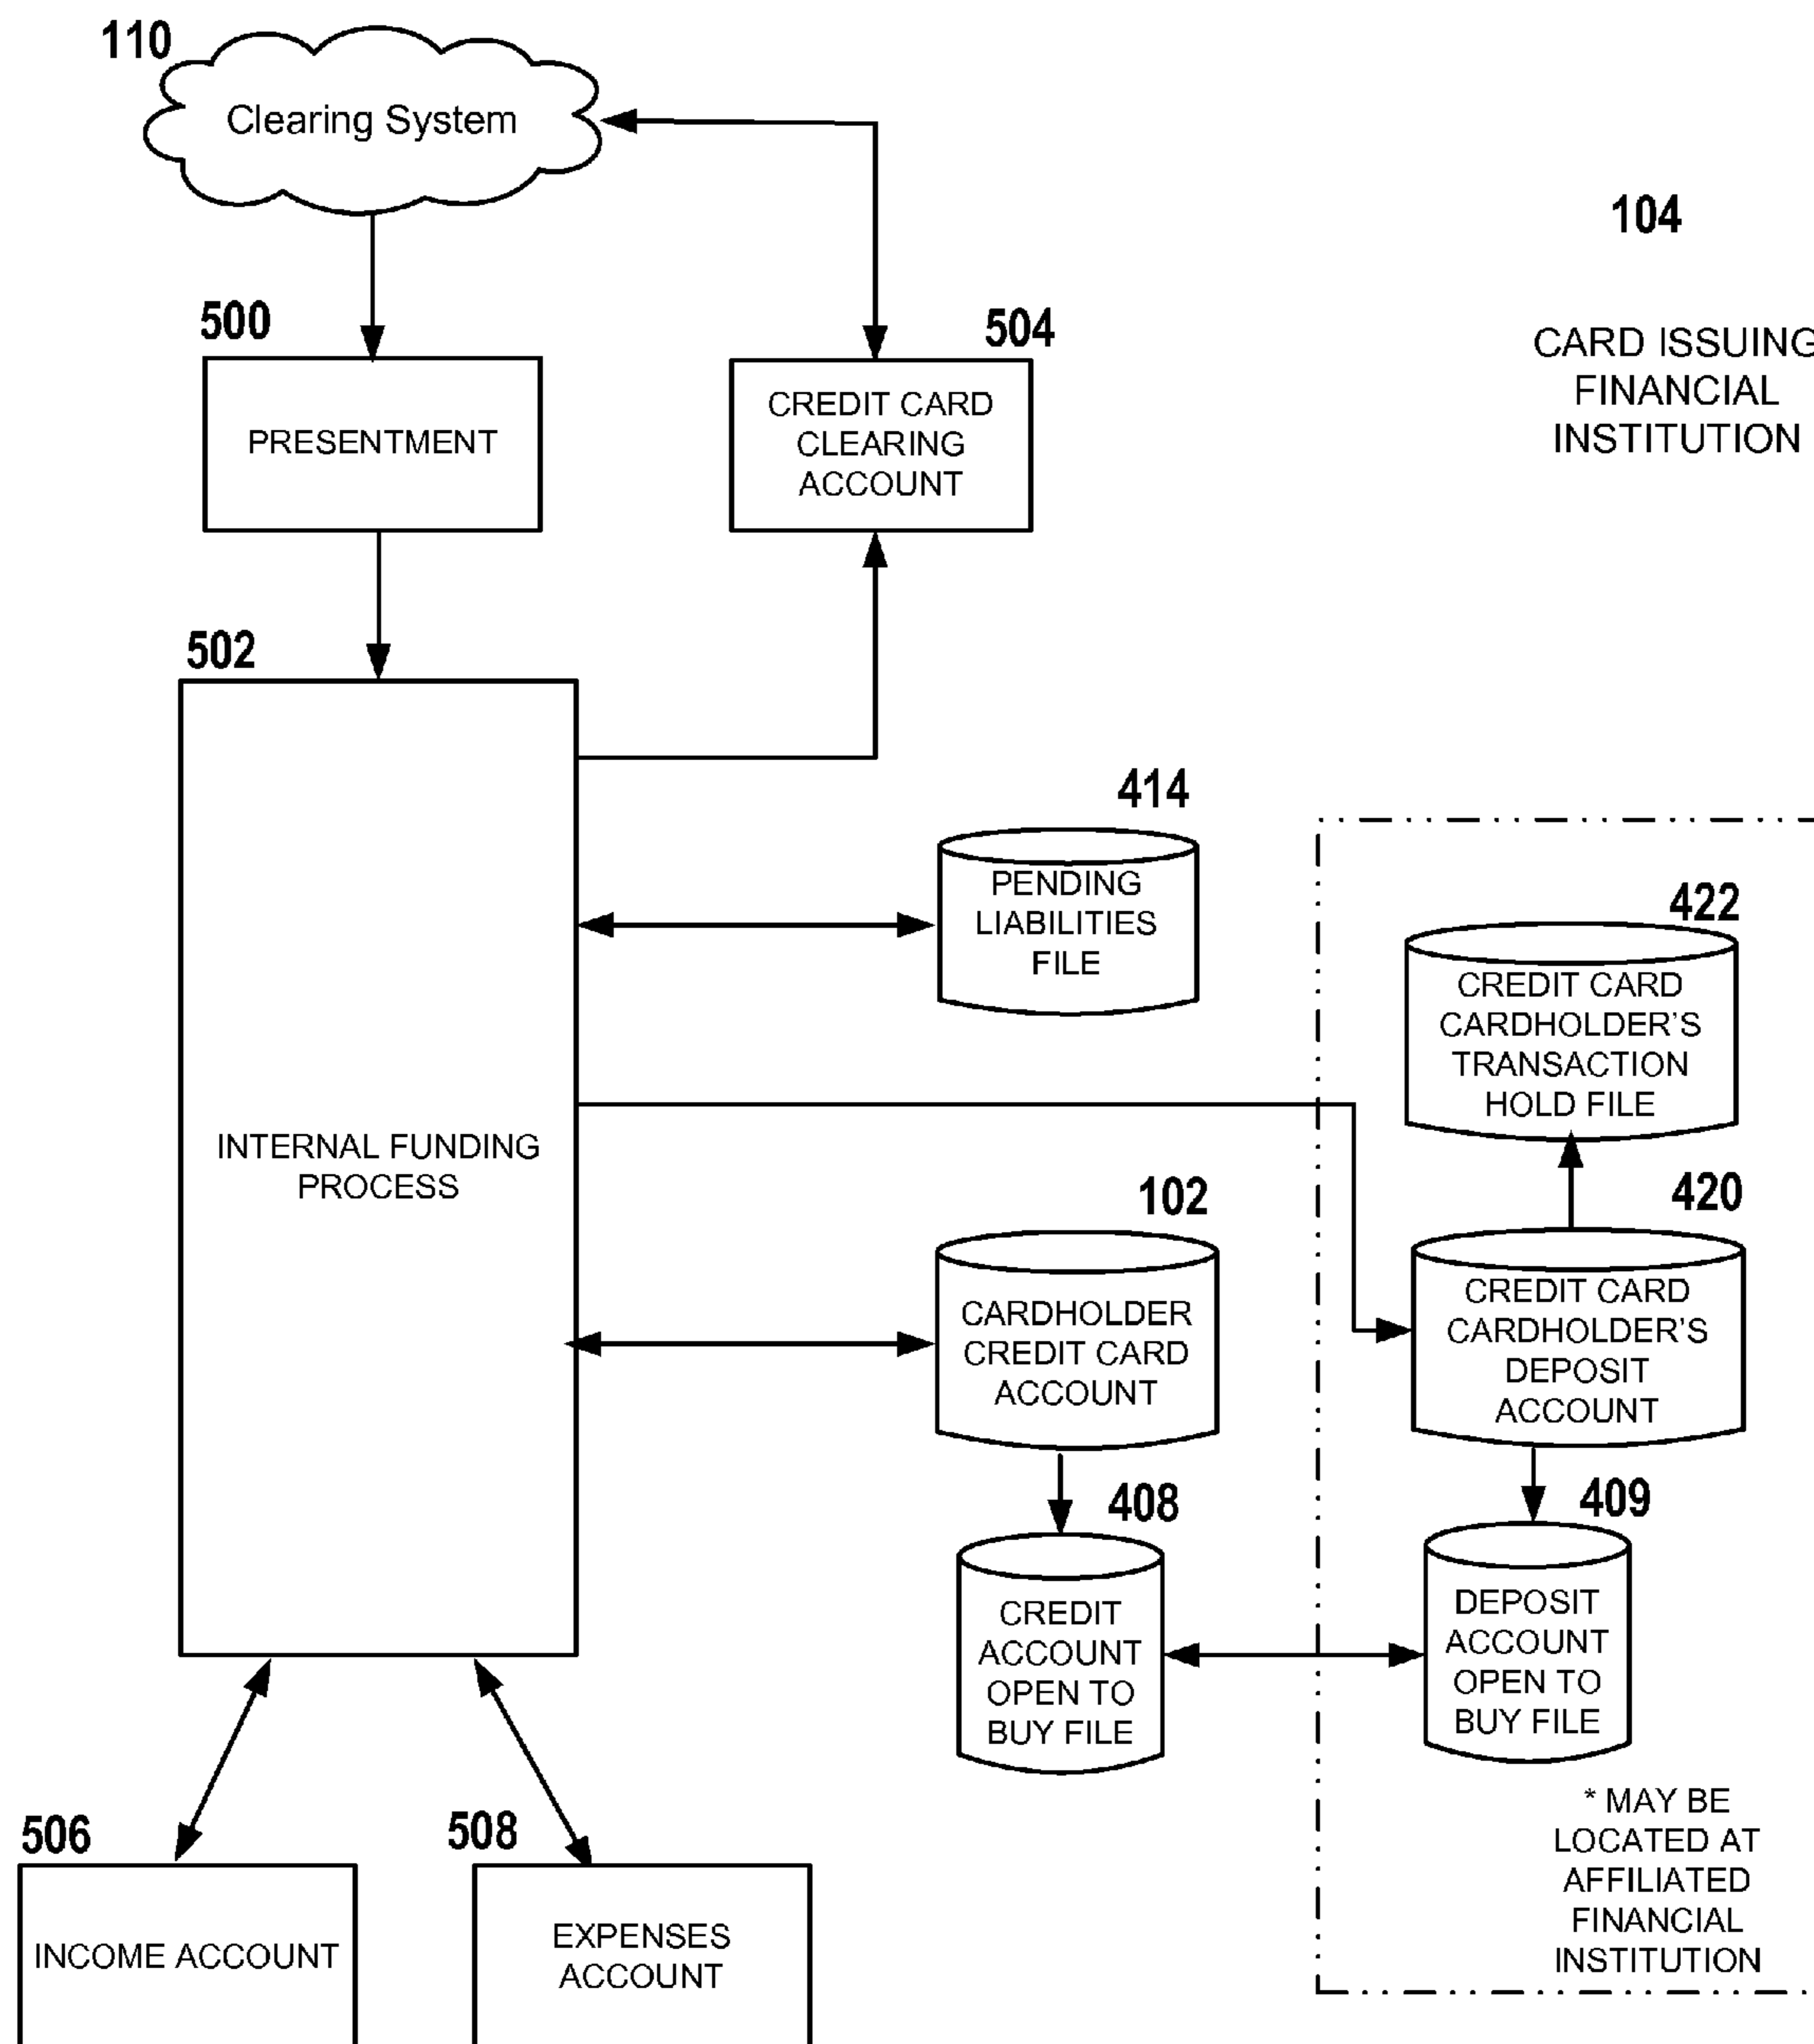 110
Clearing System
104
CARD ISSUING
FINANCIAL
INSTITUTION
500
PRESENTMENT
504
CREDIT CARD
CLEARING
ACCOUNT
502
INTERNAL FUNDING
PROCESS
414
PENDING
LIABILITIES
FILE
422
CREDIT CARD
CARDHOLDER'S
TRANSACTION
HOLD FILE
102
CARDHOLDER
CREDIT CARD
ACCOUNT
420
CREDIT CARD
CARDHOLDER'S
DEPOSIT
ACCOUNT
408
CREDIT
ACCOUNT
OPEN TO
BUY FILE
409
DEPOSIT
ACCOUNT
OPEN TO
BUY FILE
* MAY BE
LOCATED AT
AFFILIATED
FINANCIAL
INSTITUTION
506
INCOME ACCOUNT
508
EXPENSES
ACCOUNT